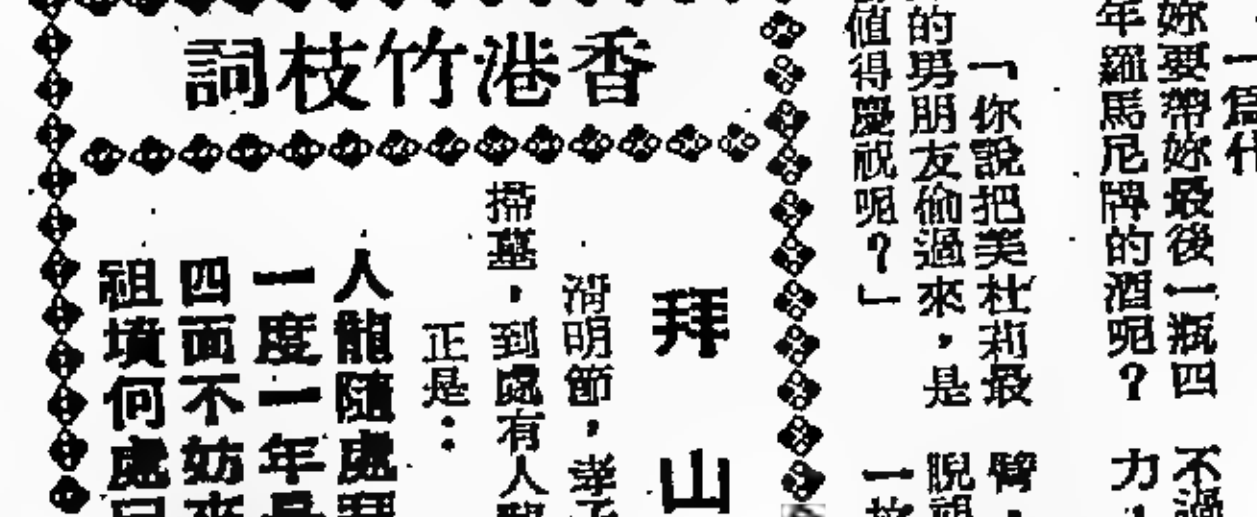 為什
妳要帶妳最後一瓶四
年羅馬尼牌的酒呢？
「你說把美杜莉最
的男朋友偷過來，是
值得慶祝呢？」
不過
力
臂，
睨
一
香港竹枝詞
拜山
清明節，孝子
掃墓，到處有人
正是：
人龍隨處
一度一年
四面不妨來
祖墳何處